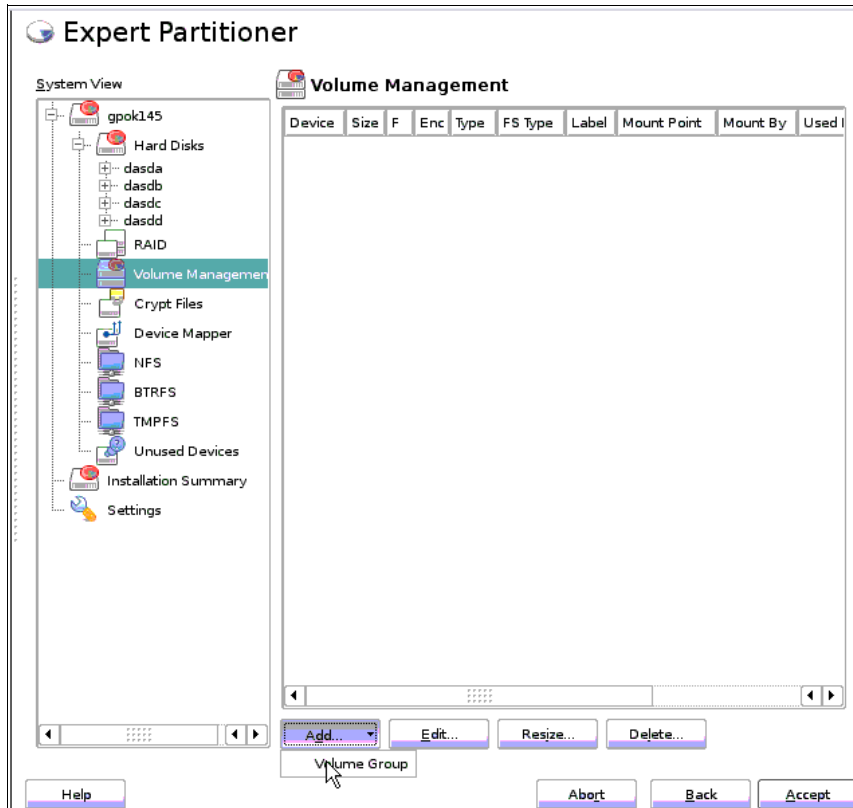 Expert Partitioner
System View
gpok145
Hard Disks
dasda
dasdb
dasdc
dasdd
RAID
Volume Managemen
Crypt Files
Device Mapper
NFS
BTRFS
TMPFS
Unused Devices
Installation Summary
Settings
Volume Management
Device Size F Enc Type FS Type Label Mount Point Mount By Used
Add... Edit... Resize... Delete...
Volume Group
Help Abort Back Accept